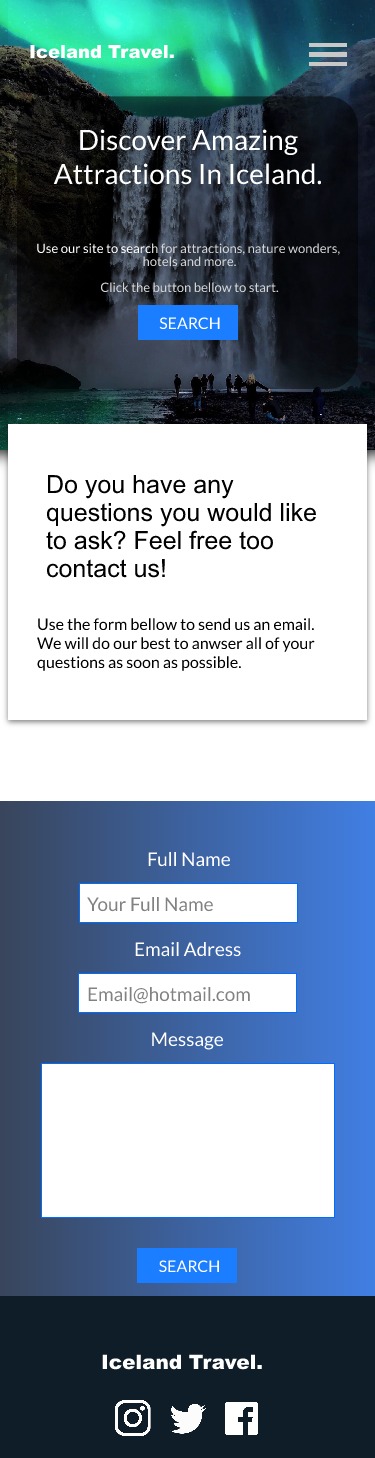 Iceland Travel.
Discover Amazing
Attractions In Iceland.
Use our site to search for attractions, nature wonders,
hotels and more.
Click the button bellow to start.
SEARCH
Do you have any
questions you would like
to ask? Feel free too
contact us!
Use the form bellow to send us an email.
We will do our best to anwser all of your
questions as soon as possible.
Full Name
Your Full Name
Email Adress
Email@hotmail.com
Message
SEARCH
Iceland Travel.